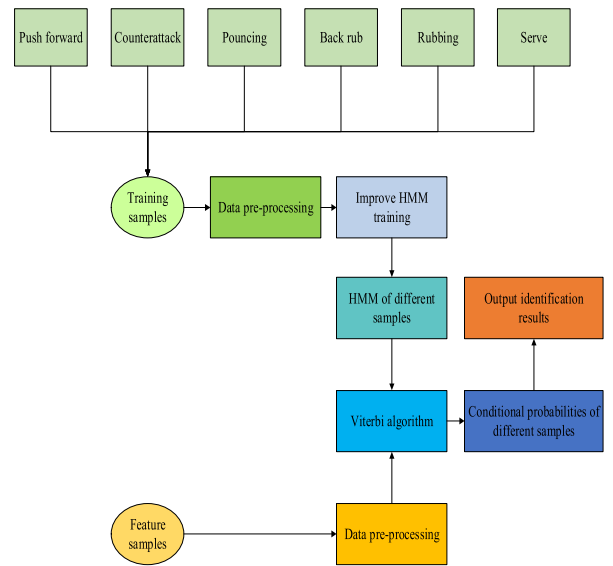 Push forward
Counterattack
Pouncing
Back rub
Rubbing
Serve
Training
samples
Data pre-processing
Improve HMM
training
HMM of different
samples
Output identification
results
Viterbi algorithm
Conditional probabilities of
different samples
Feature
samples
Data pre-processing